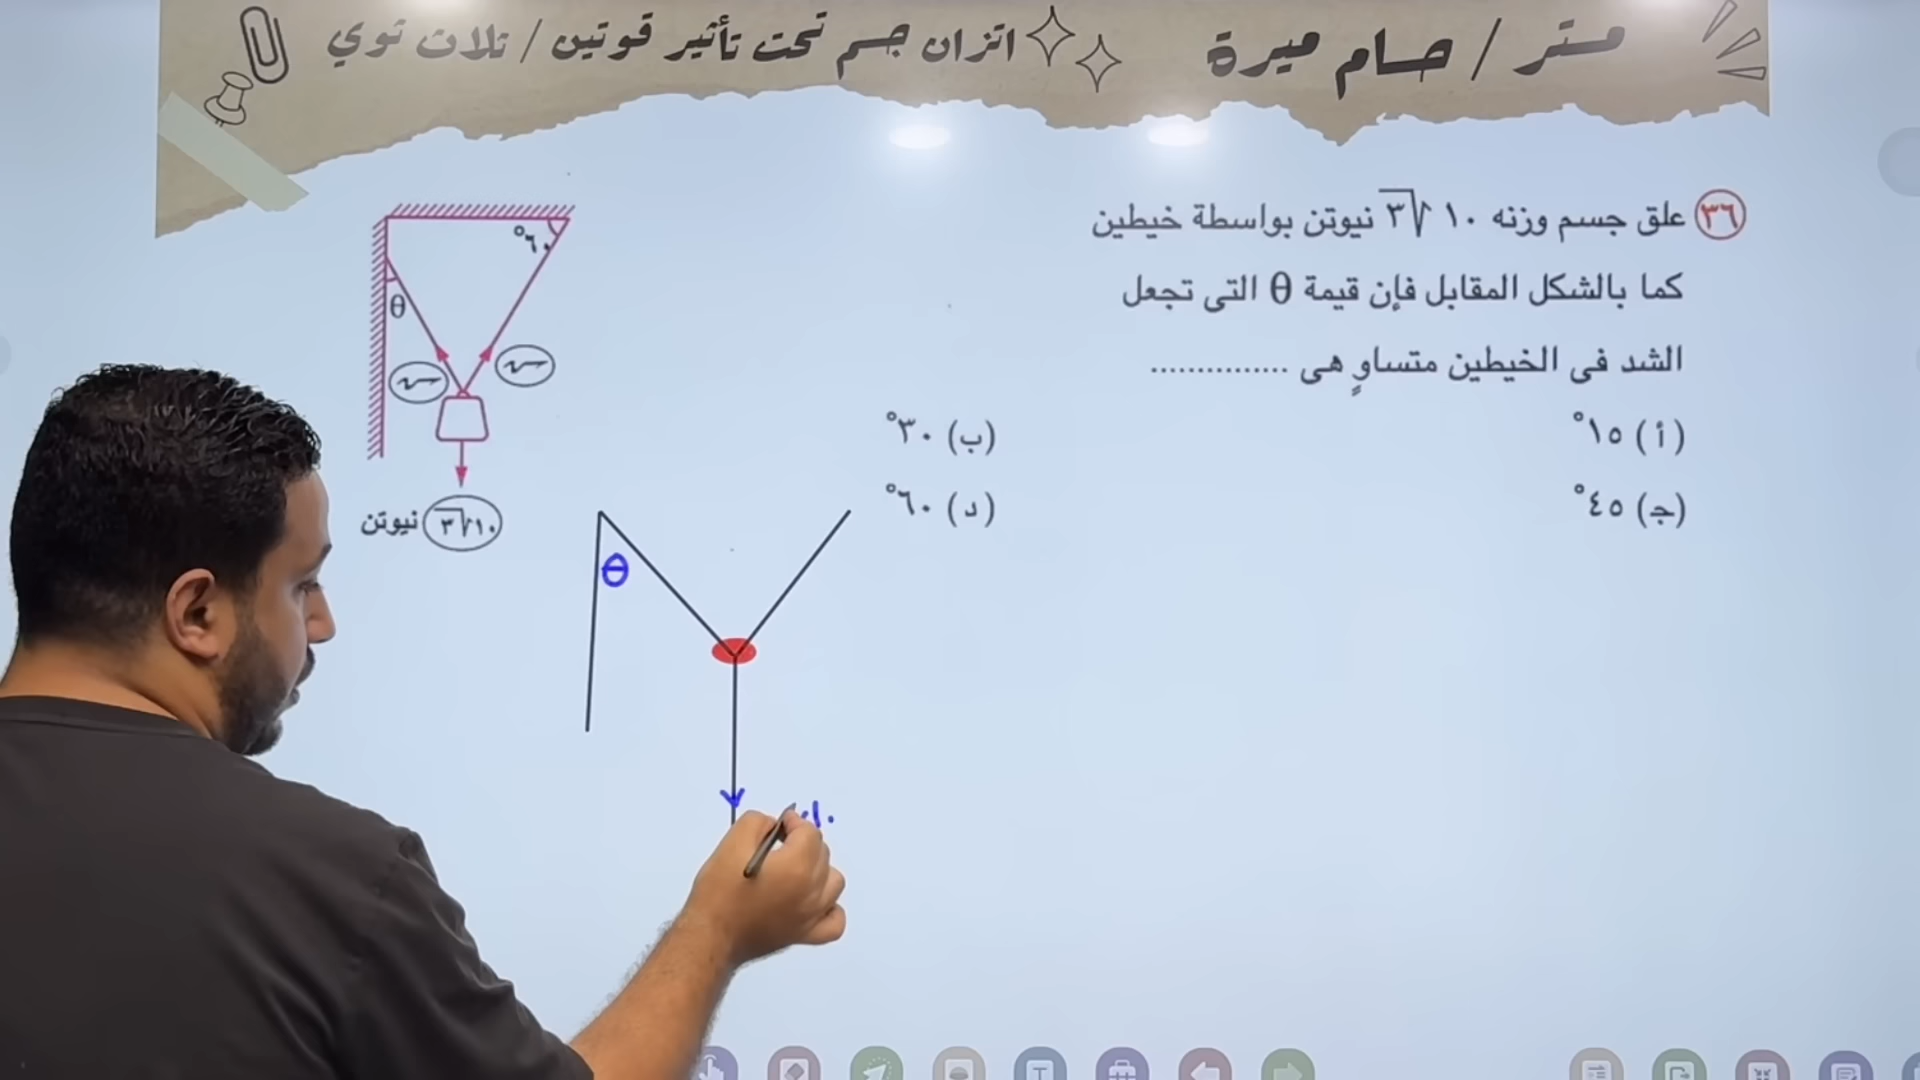 مستر / حسام ميرة
اتزان جسم تحت تأثير قوتين / تلات قوي
٣٦ علق جسم وزنه ١٠ √٣ نيوتن بواسطة خيطين
كما بالشكل المقابل فإن قيمة θ التى تجعل
الشد فى الخيطين متساوٍ هى ...............
(أ) ١٥° (ب) ٣٠°
(ج) ٤٥° (د) ٦٠°
٦٠°
θ
س
س
١٠√٣ نيوتن
θ
١٠